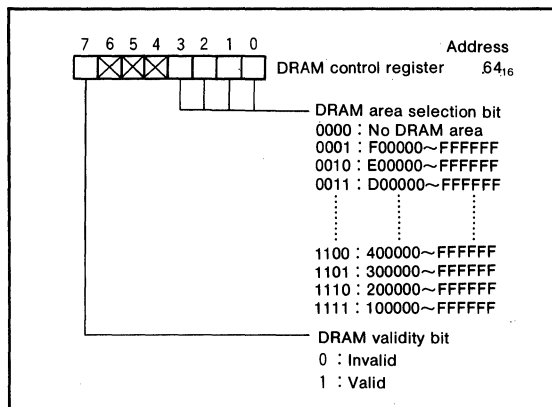 7 6 5 4 3 2 1 0 Address
DRAM control register 64₁₆
DRAM area selection bit
0000 : No DRAM area
0001 : F00000~FFFFFF
0010 : E00000~FFFFFF
0011 : D00000~FFFFFF
1100 : 400000~FFFFFF
1101 : 300000~FFFFFF
1110 : 200000~FFFFFF
1111 : 100000~FFFFFF
DRAM validity bit
0 : Invalid
1 : Valid